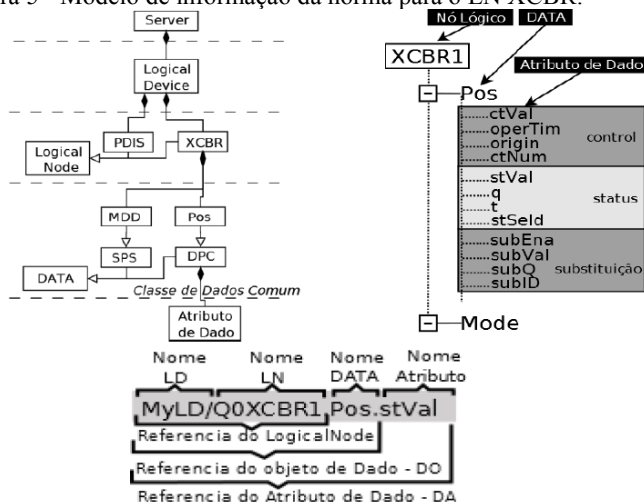 ra 5 - Modelo de informação da norma para o LN XCBR.
Server
Logical
Device
PDIS
XCBR
Logical
Node
MDD
Pos
SPS
DPC
DATA
Classe de Dados Comum
Atributo
de Dado
Nó Lógico
DATA
XCBR1
Atributo de Dado
Pos
ctVal
operTim
origin
ctNum
control
stVal
q
t
stSeld
status
subEna
subVal
subQ
subID
substituição
Mode
Nome
LD
Nome
LN
Nome
DATA
Nome
Atributo
MyLD/Q0XCBR1.Pos.stVal
Referencia do LogicalNode
Referencia do objeto de Dado - DO
Referencia do Atributo de Dado - DA